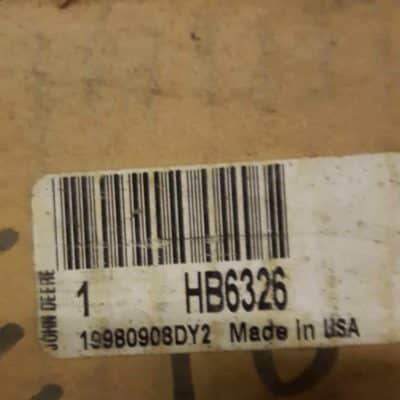 JOHN DEERE
1 HB6326
19980908DY2 Made in USA